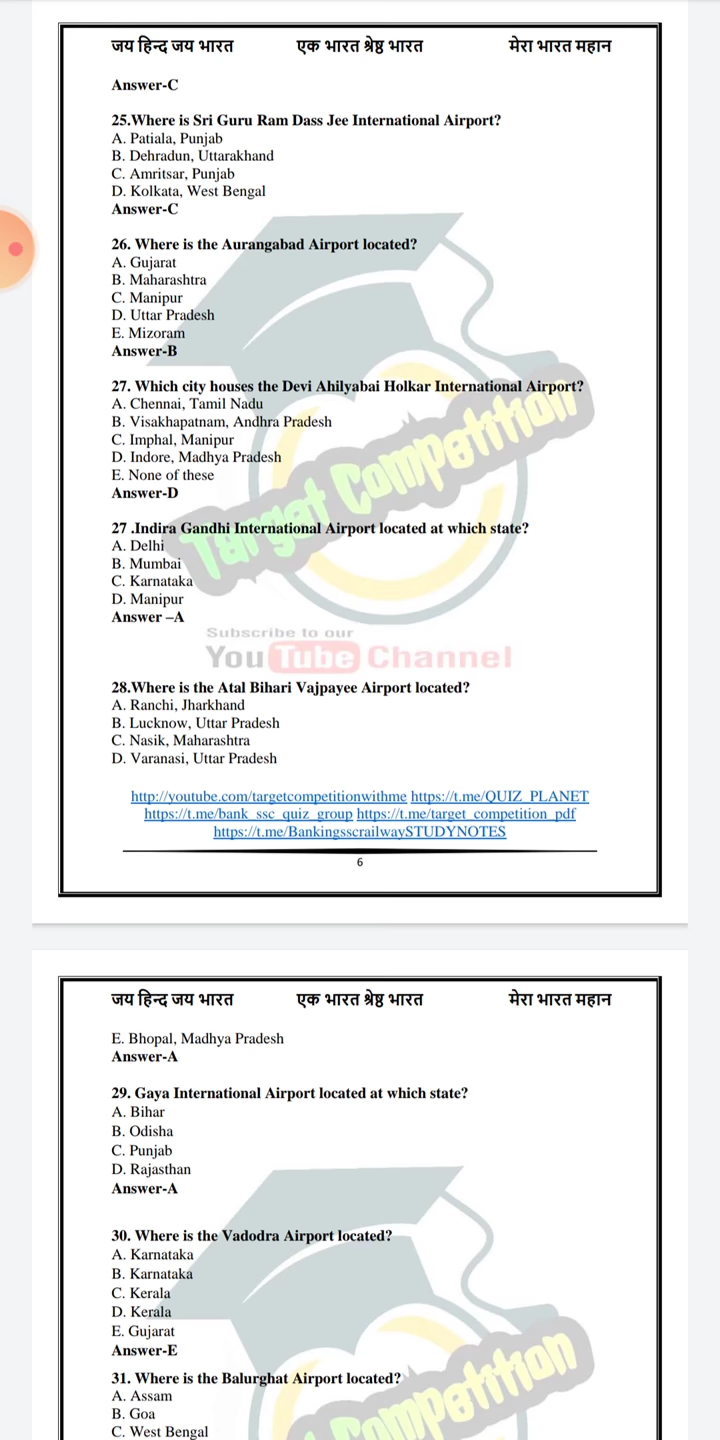 जय हिन्द जय भारत एक भारत श्रेष्ठ भारत मेरा भारत महान
Answer-C
25.Where is Sri Guru Ram Dass Jee International Airport?
A. Patiala, Punjab
B. Dehradun, Uttarakhand
C. Amritsar, Punjab
D. Kolkata, West Bengal
Answer-C
26. Where is the Aurangabad Airport located?
A. Gujarat
B. Maharashtra
C. Manipur
D. Uttar Pradesh
E. Mizoram
Answer-B
27. Which city houses the Devi Ahilyabai Holkar International Airport?
A. Chennai, Tamil Nadu
B. Visakhapatnam, Andhra Pradesh
C. Imphal, Manipur
D. Indore, Madhya Pradesh
E. None of these
Answer-D
Target Competition
27 .Indira Gandhi International Airport located at which state?
A. Delhi
B. Mumbai
C. Karnataka
D. Manipur
Answer –A
Subscribe to our
YouTube Channel
28.Where is the Atal Bihari Vajpayee Airport located?
A. Ranchi, Jharkhand
B. Lucknow, Uttar Pradesh
C. Nasik, Maharashtra
D. Varanasi, Uttar Pradesh
http://youtube.com/targetcompetitionwithme https://t.me/QUIZ_PLANET
https://t.me/bank_ssc_quiz_group https://t.me/target_competition_pdf
https://t.me/BankingsscrailwaySTUDYNOTES
6
जय हिन्द जय भारत एक भारत श्रेष्ठ भारत मेरा भारत महान
E. Bhopal, Madhya Pradesh
Answer-A
29. Gaya International Airport located at which state?
A. Bihar
B. Odisha
C. Punjab
D. Rajasthan
Answer-A
30. Where is the Vadodra Airport located?
A. Karnataka
B. Karnataka
C. Kerala
D. Kerala
E. Gujarat
Answer-E
31. Where is the Balurghat Airport located?
A. Assam
B. Goa
C. West Bengal
Competition